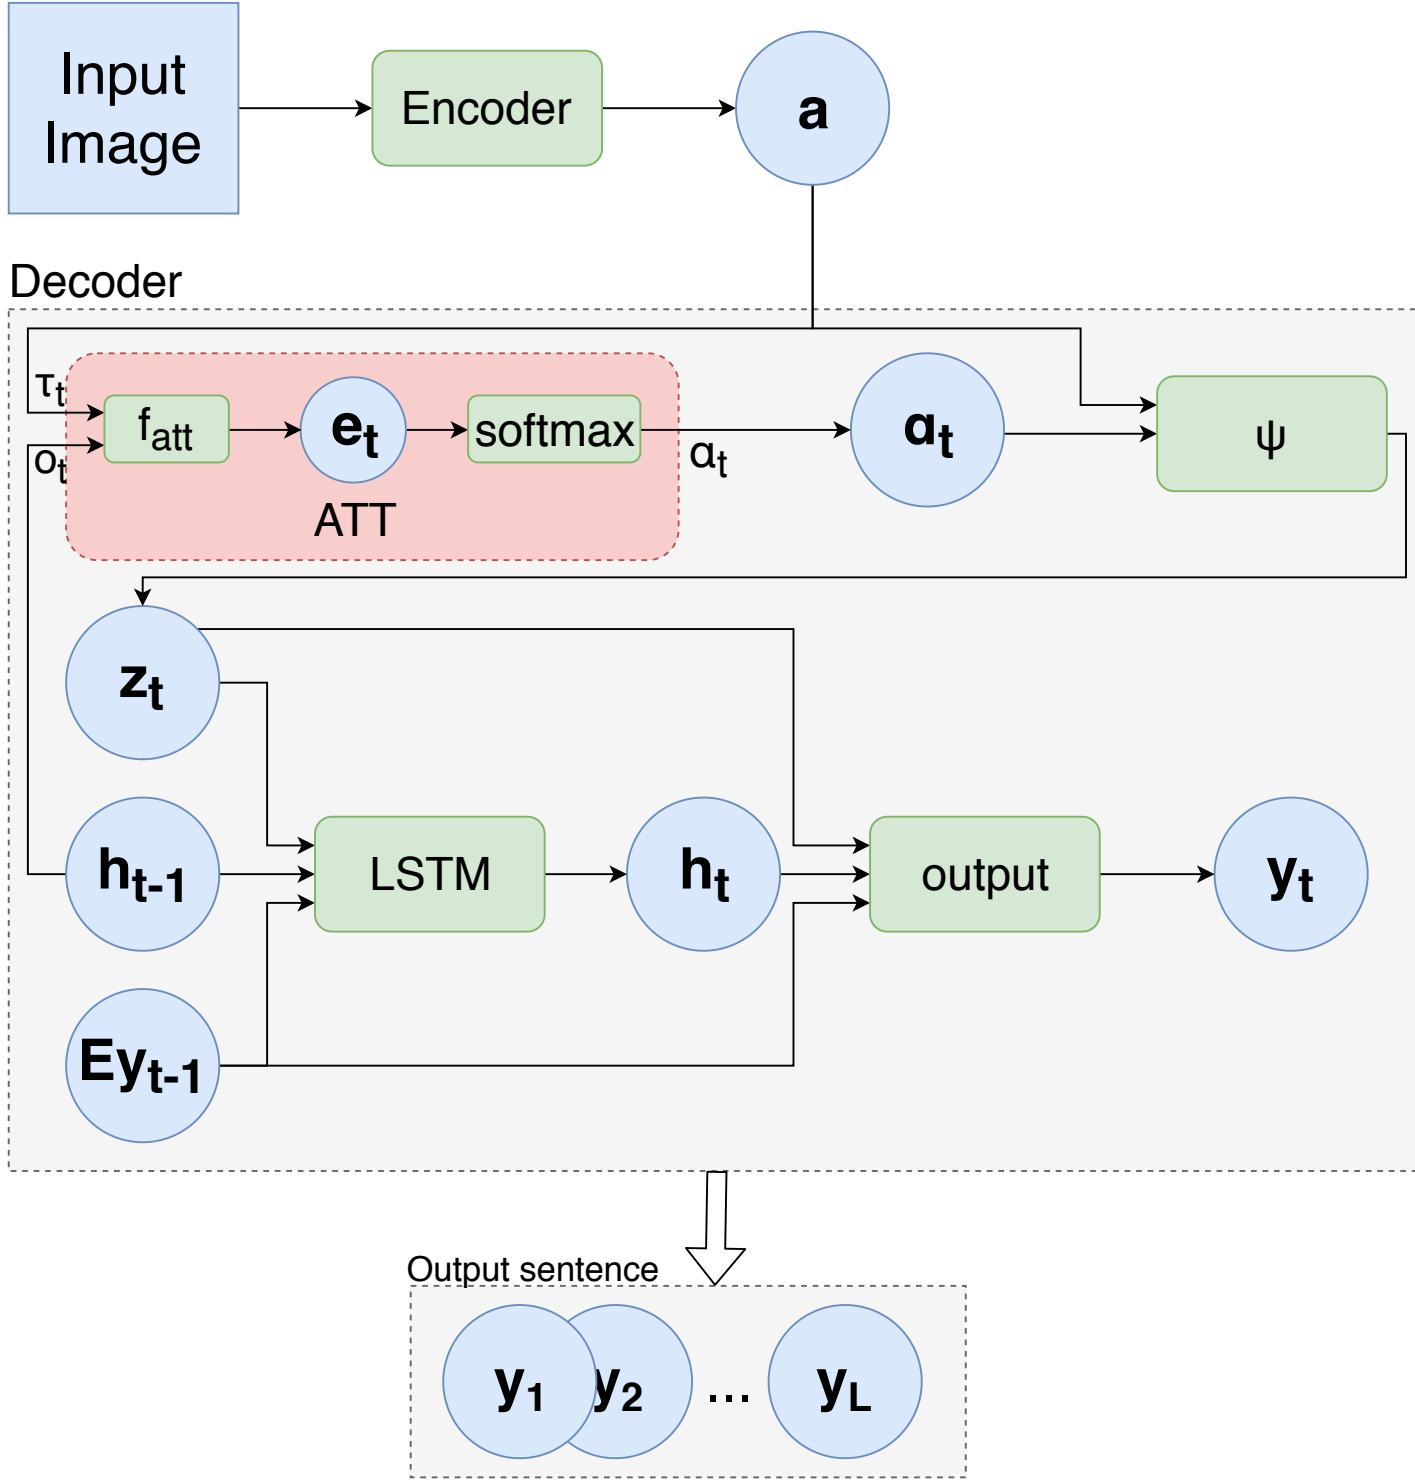 Input
Image
Encoder
a
Decoder
τt
fatt
et
softmax
αt
αt
ψ
ot
ATT
zt
ht-1
LSTM
ht
output
yt
Eyt-1
Output sentence
y1 y2 ... yL